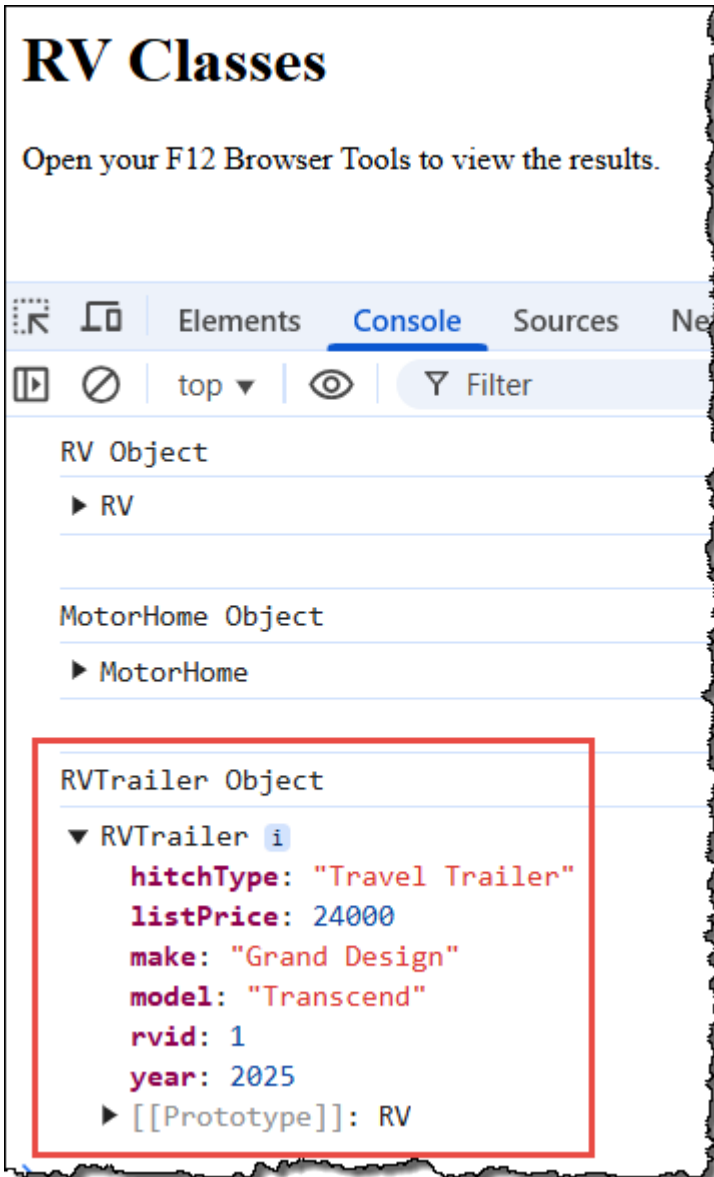 RV Classes
Open your F12 Browser Tools to view the results.
Elements Console Sources Ne
top ▼ Filter
RV Object
▶ RV
MotorHome Object
▶ MotorHome
RVTrailer Object
▼ RVTrailer i
hitchType: "Travel Trailer"
listPrice: 24000
make: "Grand Design"
model: "Transcend"
rvid: 1
year: 2025
▶ [[Prototype]]: RV